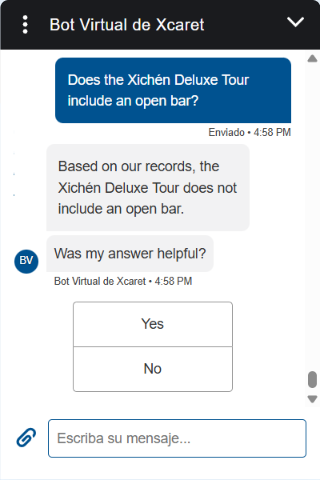 Bot Virtual de Xcaret
Does the Xichén Deluxe Tour
include an open bar?
Enviado • 4:58 PM
Based on our records, the
Xichén Deluxe Tour does not
include an open bar.
Was my answer helpful?
BV
Bot Virtual de Xcaret • 4:58 PM
Yes
No
Escriba su mensaje...